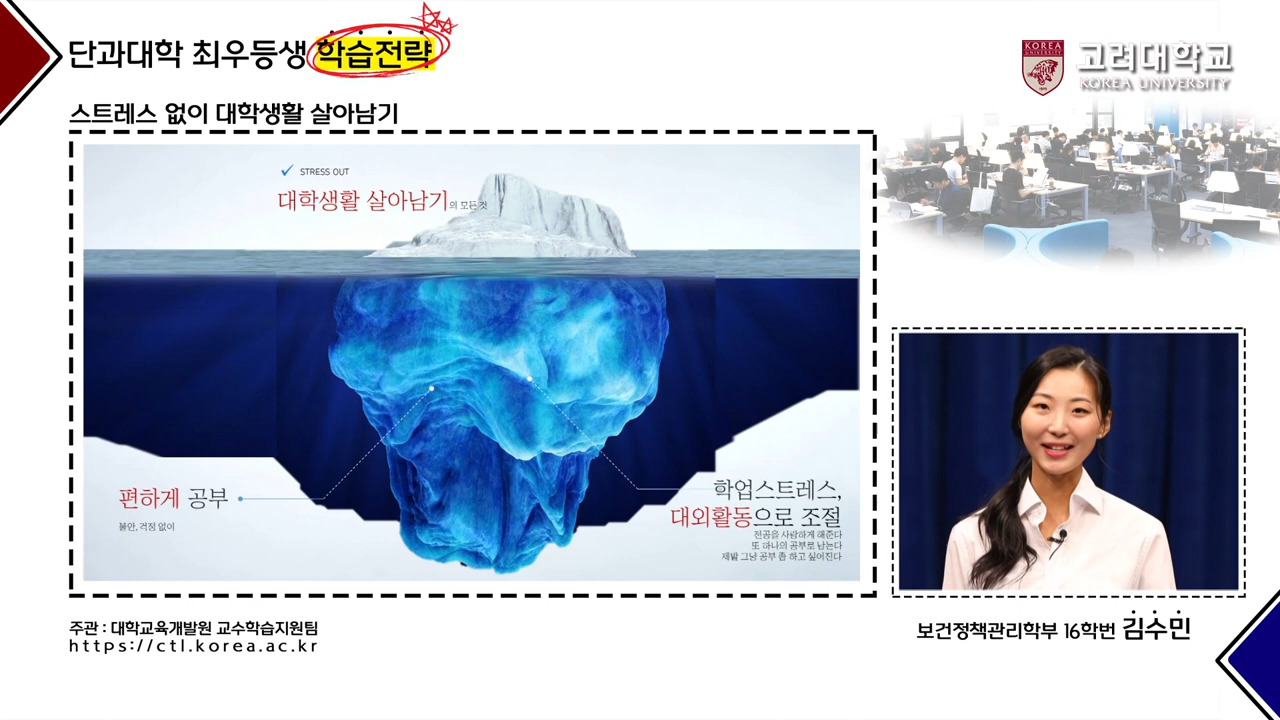 단과대학 최우등생 학습전략
KOREA UNIVERSITY
1905
고려대학교
KOREA UNIVERSITY
스트레스 없이 대학생활 살아남기
STRESS OUT
대학생활 살아남기의 모든 것
편하게 공부
불안, 걱정 없이
학업스트레스,
대외활동으로 조절
전공을 사랑하게 해준다
또 하나의 공부로 남는다
제발 그냥 공부 좀 하고 싶어진다
주관 : 대학교육개발원 교수학습지원팀
https://ctl.korea.ac.kr
보건정책관리학부 16학번 김수민